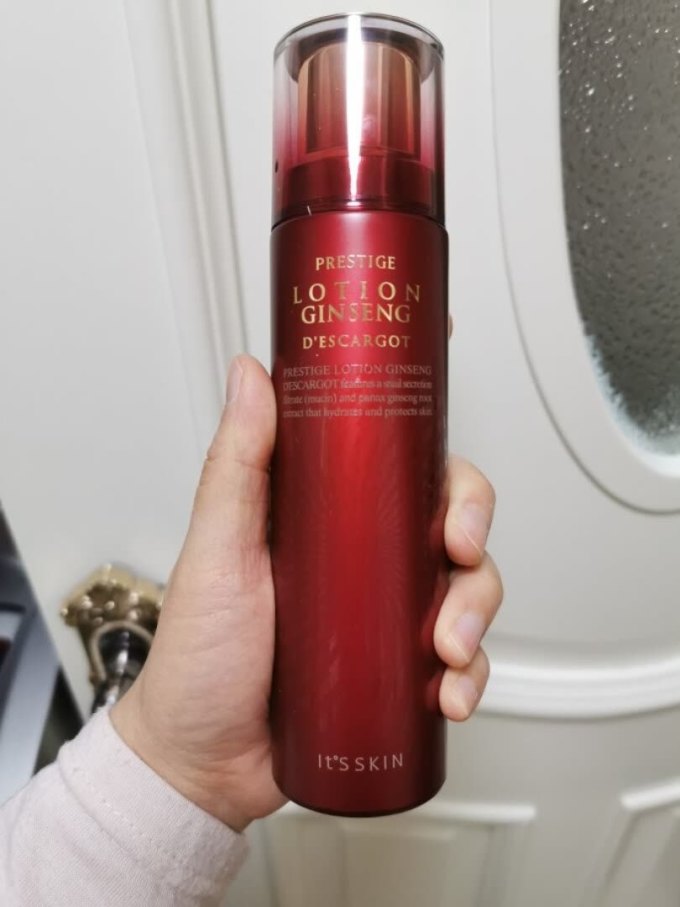 PRESTIGE
LOTION
GINSENG
D'ESCARGOT
PRESTIGE LOTION GINSENG
D'ESCARGOT features a snail secretion
filtrate (mucin) and panax ginseng root
extract that hydrates and protects skin.
It'S SKIN